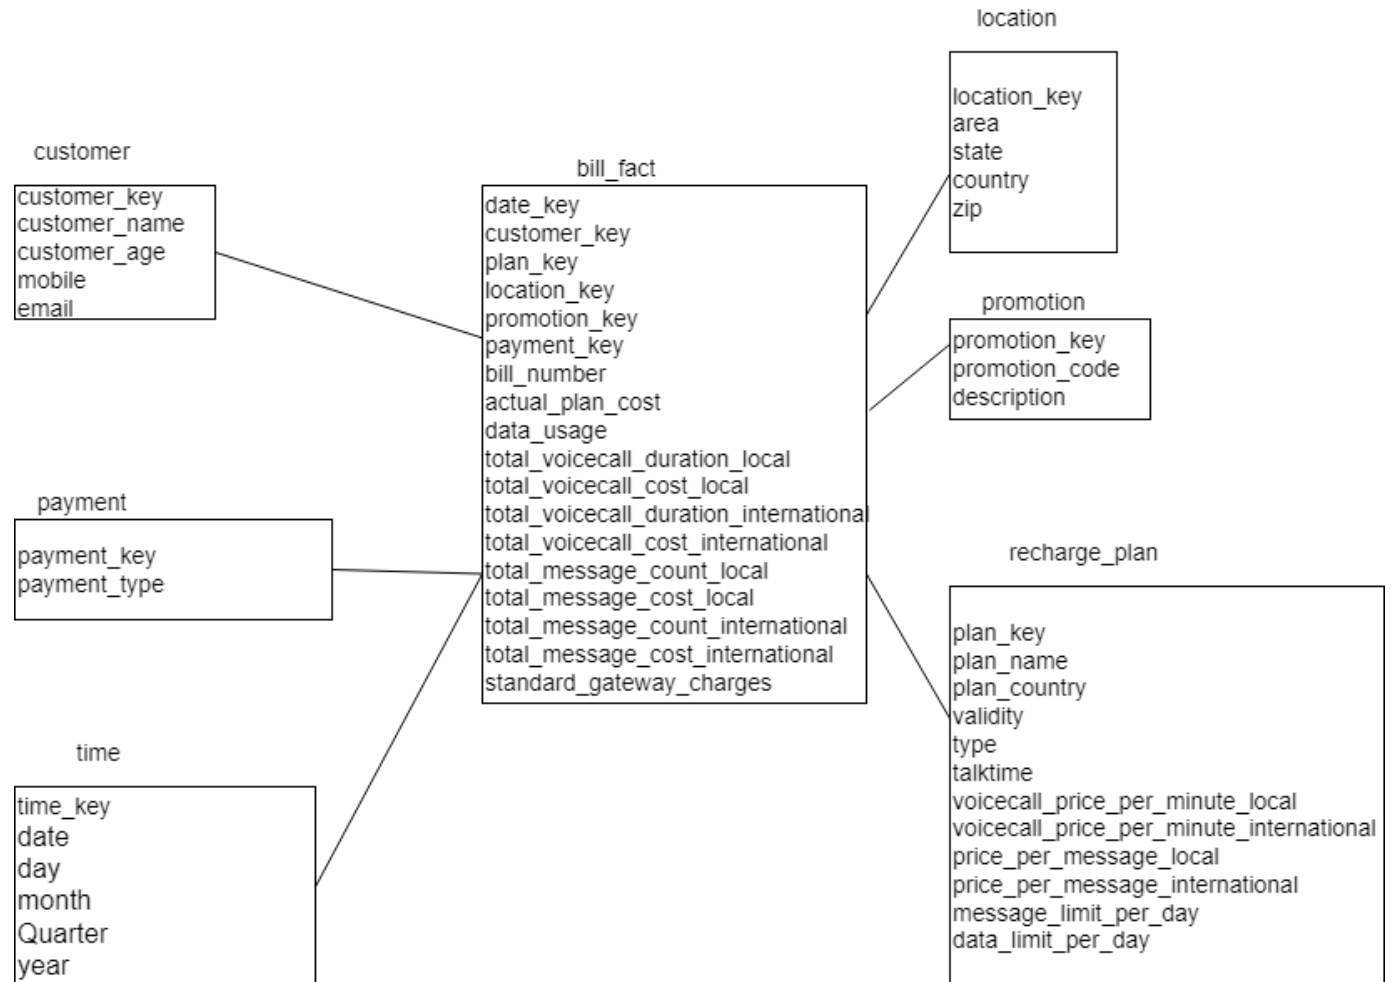 customer
customer_key
customer_name
customer_age
mobile
email
payment
payment_key
payment_type
time
time_key
date
day
month
Quarter
year
bill_fact
date_key
customer_key
plan_key
location_key
promotion_key
payment_key
bill_number
actual_plan_cost
data_usage
total_voicecall_duration_local
total_voicecall_cost_local
total_voicecall_duration_international
total_voicecall_cost_international
total_message_count_local
total_message_cost_local
total_message_count_international
total_message_cost_international
standard_gateway_charges
location
location_key
area
state
country
zip
promotion
promotion_key
promotion_code
description
recharge_plan
plan_key
plan_name
plan_country
validity
type
talktime
voicecall_price_per_minute_local
voicecall_price_per_minute_international
price_per_message_local
price_per_message_international
message_limit_per_day
data_limit_per_day